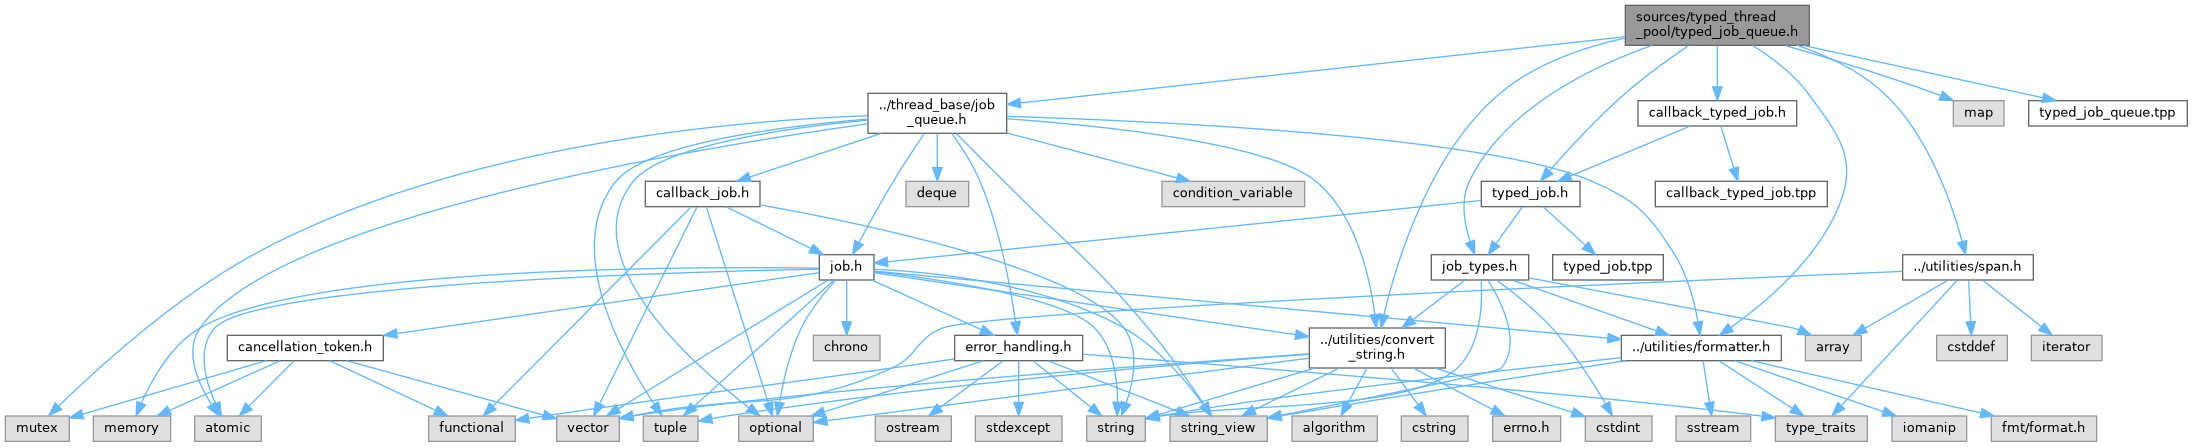 sources/typed_thread
_pool/typed_job_queue.h
../thread_base/job
_queue.h
callback_typed_job.h
map
typed_job_queue.tpp
callback_job.h
deque
condition_variable
typed_job.h
callback_typed_job.tpp
job.h
job_types.h
typed_job.tpp
../utilities/span.h
cancellation_token.h
chrono
error_handling.h
../utilities/convert
_string.h
../utilities/formatter.h
array
cstddef
iterator
mutex
memory
atomic
functional
vector
tuple
optional
ostream
stdexcept
string
string_view
algorithm
cstring
errno.h
cstdint
sstream
type_traits
iomanip
fmt/format.h